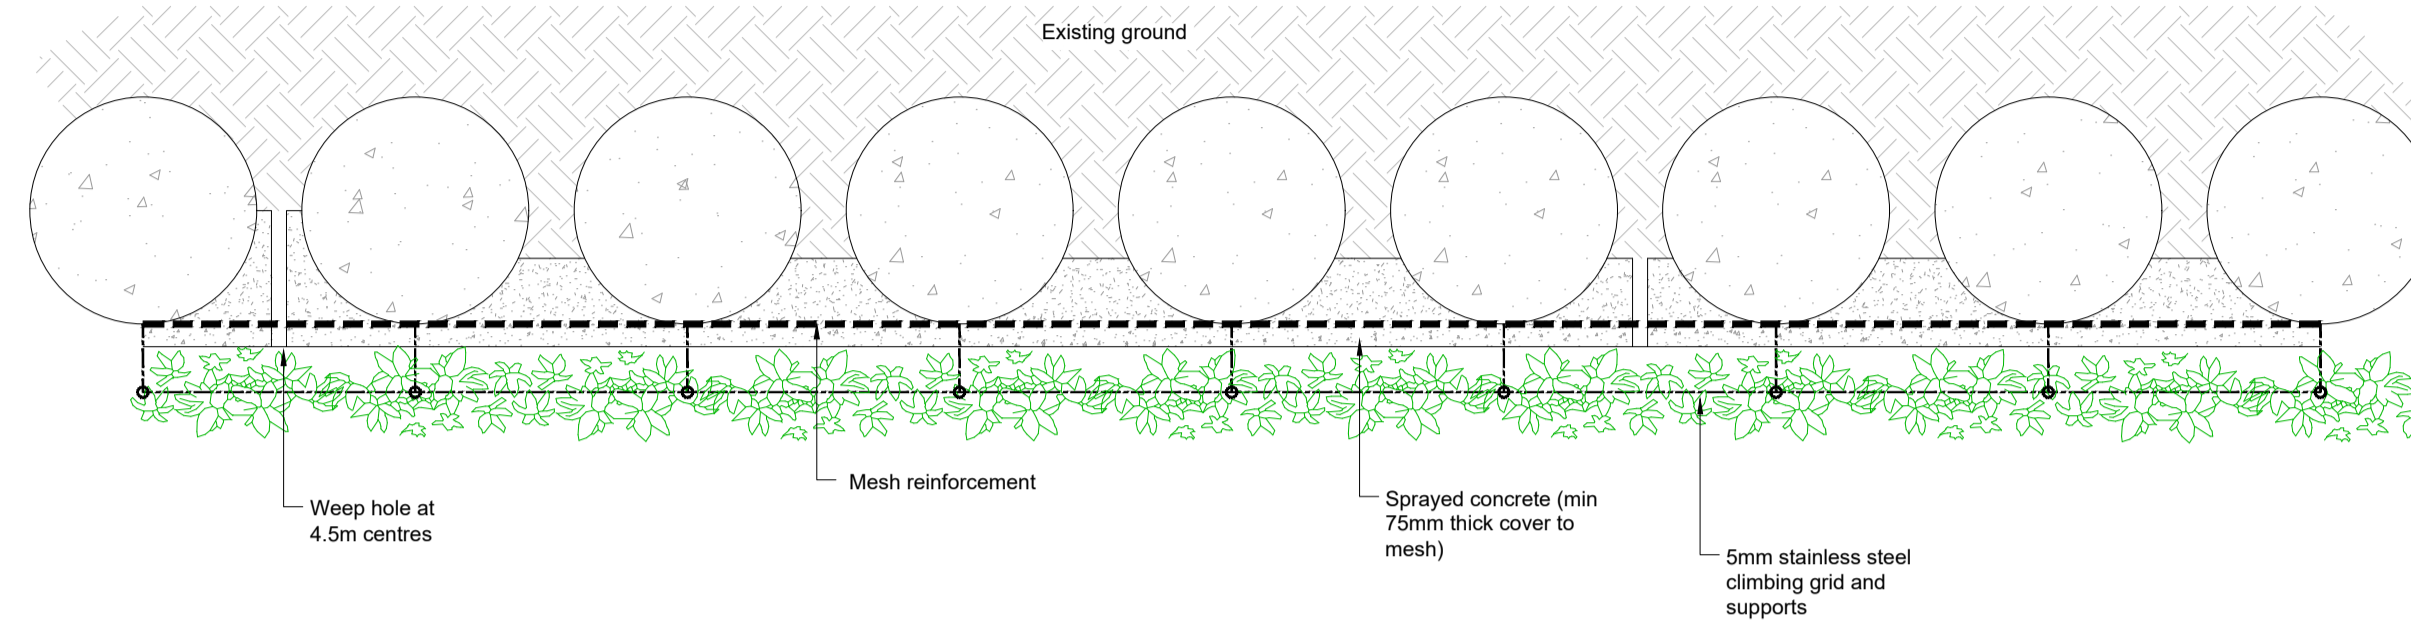 Existing ground
Mesh reinforcement
Weep hole at
4.5m centres
Sprayed concrete (min
75mm thick cover to
mesh)
5mm stainless steel
climbing grid and
supports